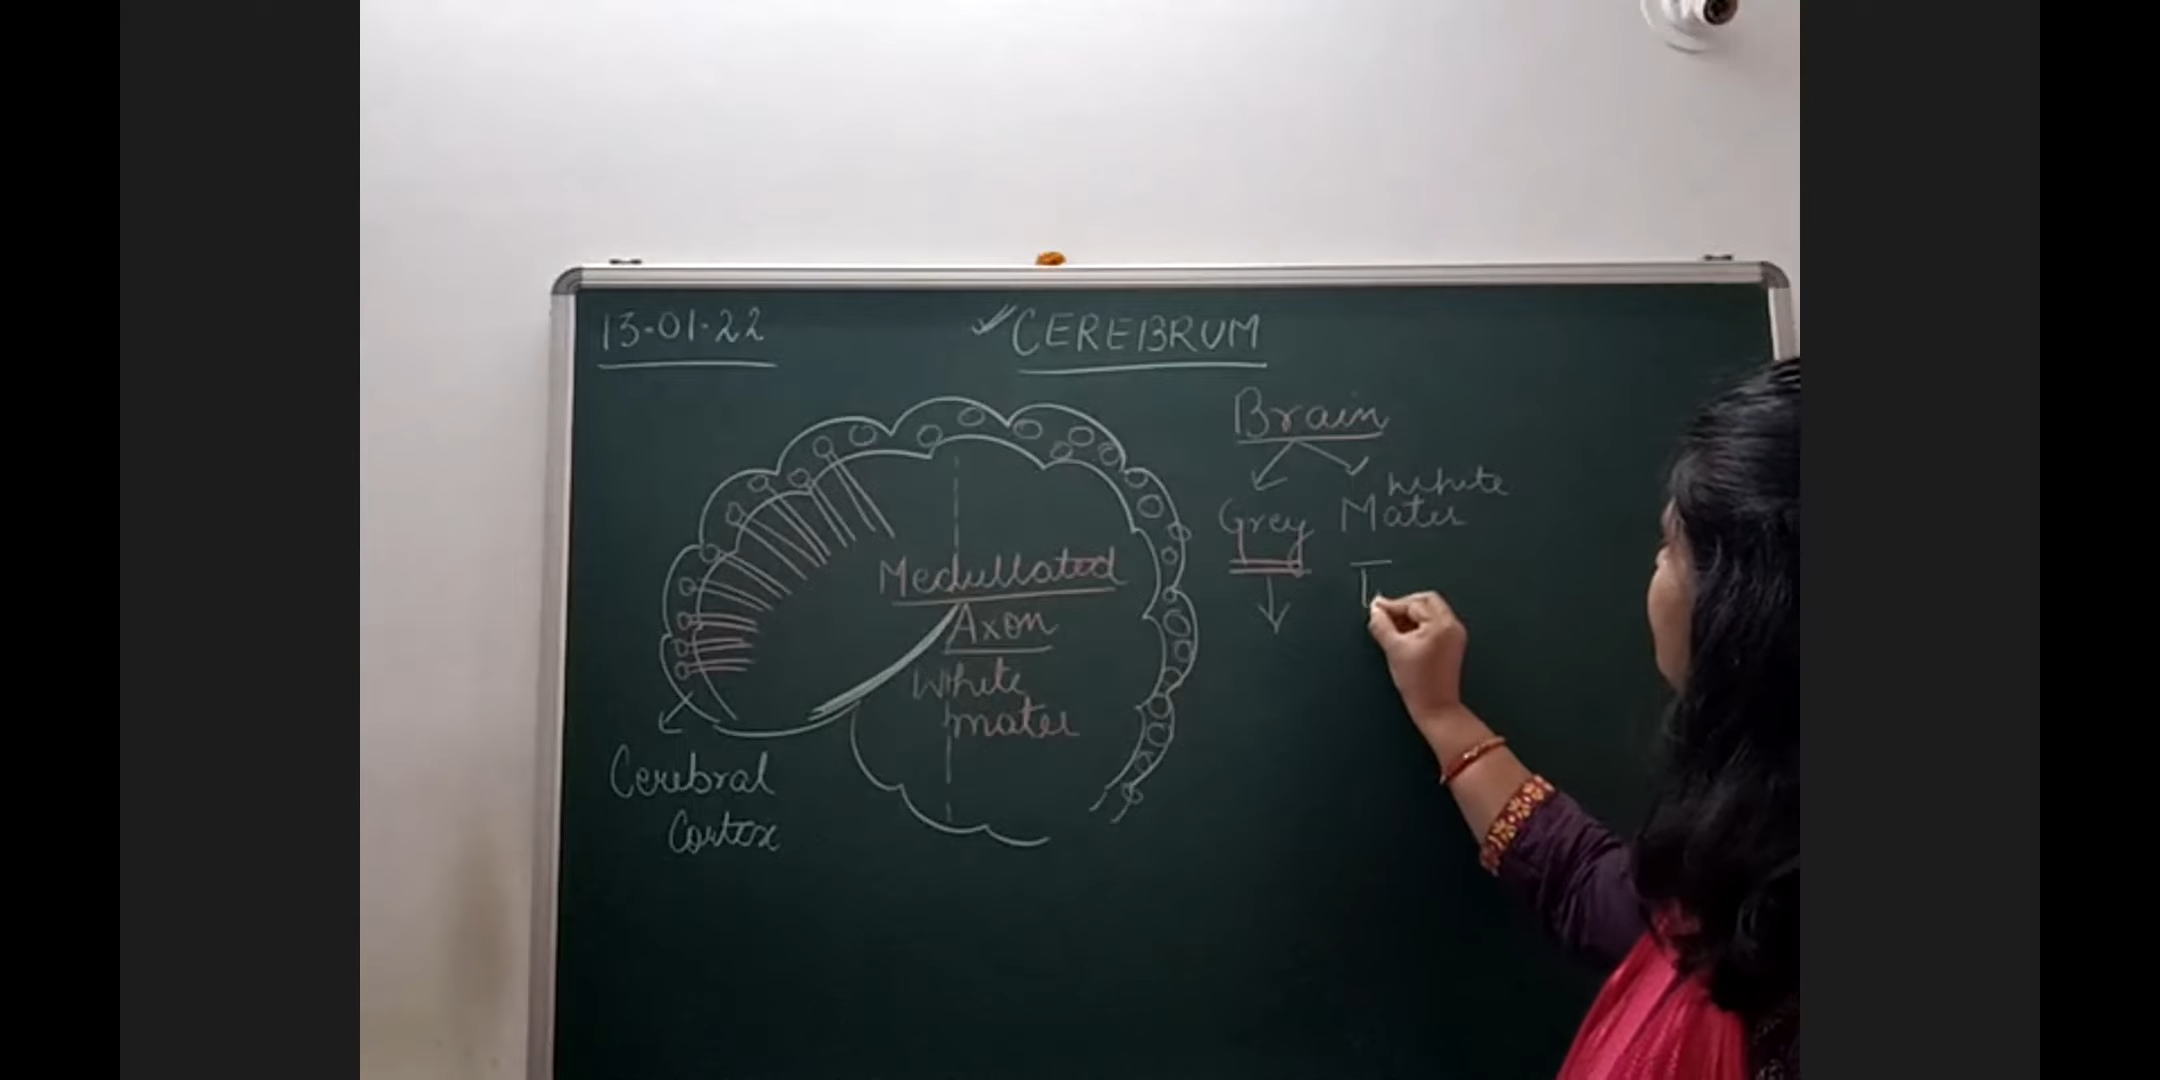 13-01-22
CEREBRUM
Brain
White
Grey Mater
Medullated
Axon
White
mater
Cerebral
Cortex